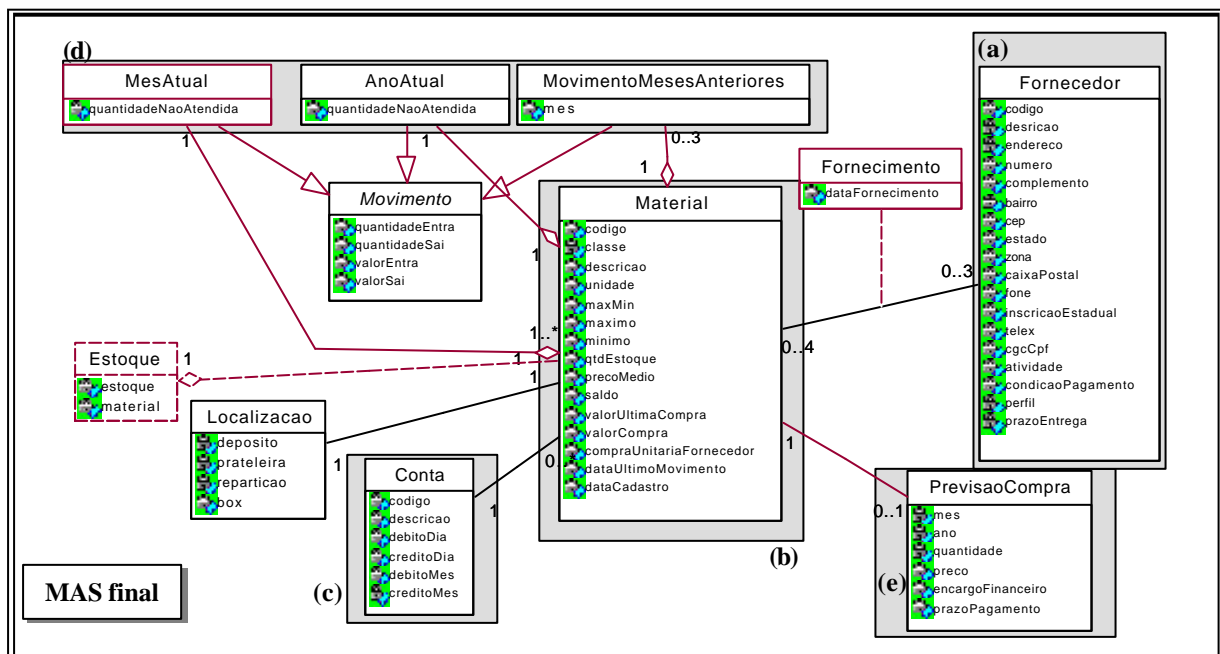 (d)
MesAtual
quantidadeNaoAtendida
AnoAtual
quantidadeNaoAtendida
MovimentoMesesAnteriores
mes
(a)
Fornecedor
codigo
desricao
endereco
numero
complemento
bairro
cep
estado
zona
caixaPostal
fone
inscricaoEstadual
telex
cgcCpf
atividade
condicaoPagamento
perfil
prazoEntrega
1
1
0..3
1
Fornecimento
dataFornecimento
Movimento
quantidadeEntra
quantidadeSai
valorEntra
valorSai
Material
codigo
classe
descricao
unidade
maxMin
maximo
minimo
qtdEstoque
precoMedio
saldo
valorUltimaCompra
valorCompra
compraUnitariaFornecedor
dataUltimoMovimento
dataCadastro
1
0..3
1..*
0..4
1
1
1
Estoque
estoque
material
Localizacao
deposito
prateleira
reparticao
box
1
0..*
1
1
Conta
codigo
descricao
debitoDia
creditoDia
debitoMes
creditoMes
(c)
(b)
PrevisaoCompra
mes
ano
quantidade
preco
encargoFinanceiro
prazoPagamento
0..1
(e)
MAS final